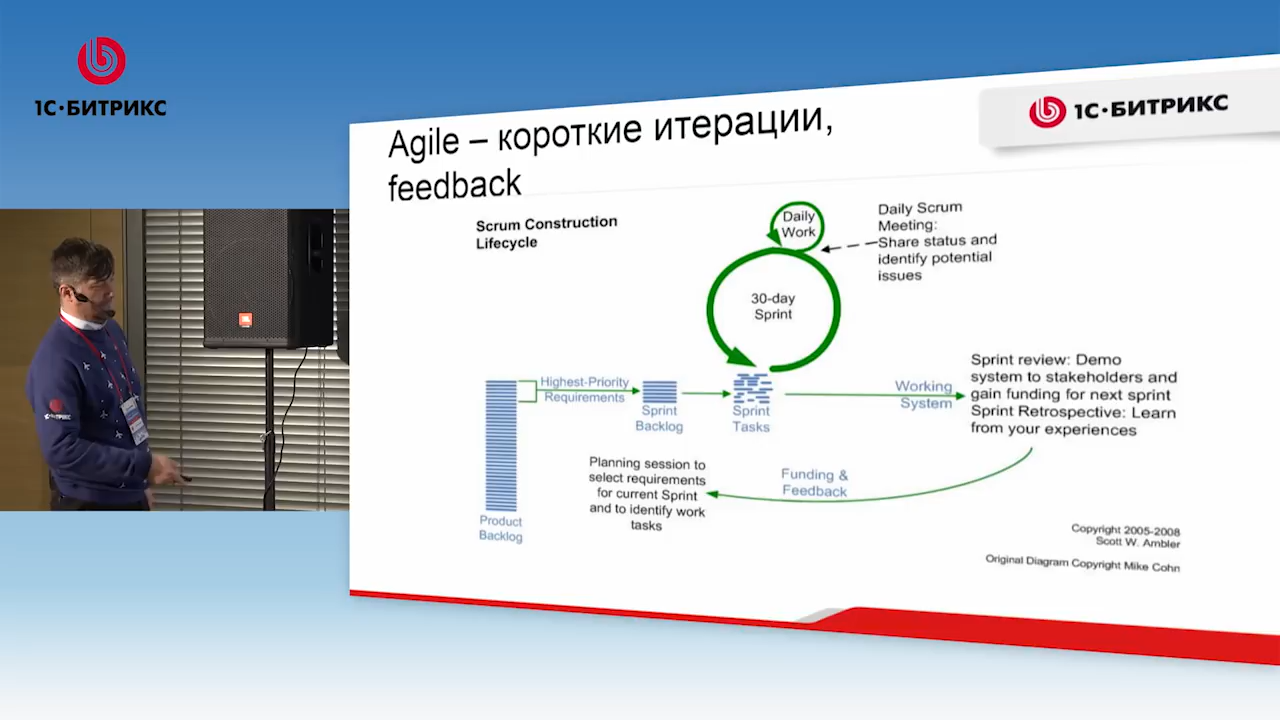 1С·БИТРИКС
1С·БИТРИКС
Agile – короткие итерации,
feedback
Scrum Construction
Lifecycle
Daily
Work
Daily Scrum
Meeting:
Share status and
identify potential
issues
30-day
Sprint
Highest-Priority
Requirements
Sprint
Backlog
Sprint
Tasks
Working
System
Sprint review: Demo
system to stakeholders and
gain funding for next sprint
Sprint Retrospective: Learn
from your experiences
Planning session to
select requirements
for current Sprint
and to identify work
tasks
Funding &
Feedback
Product
Backlog
Copyright 2005-2008
Scott W. Ambler
Original Diagram Copyright Mike Cohn
1С·БИТРИКС
JBL